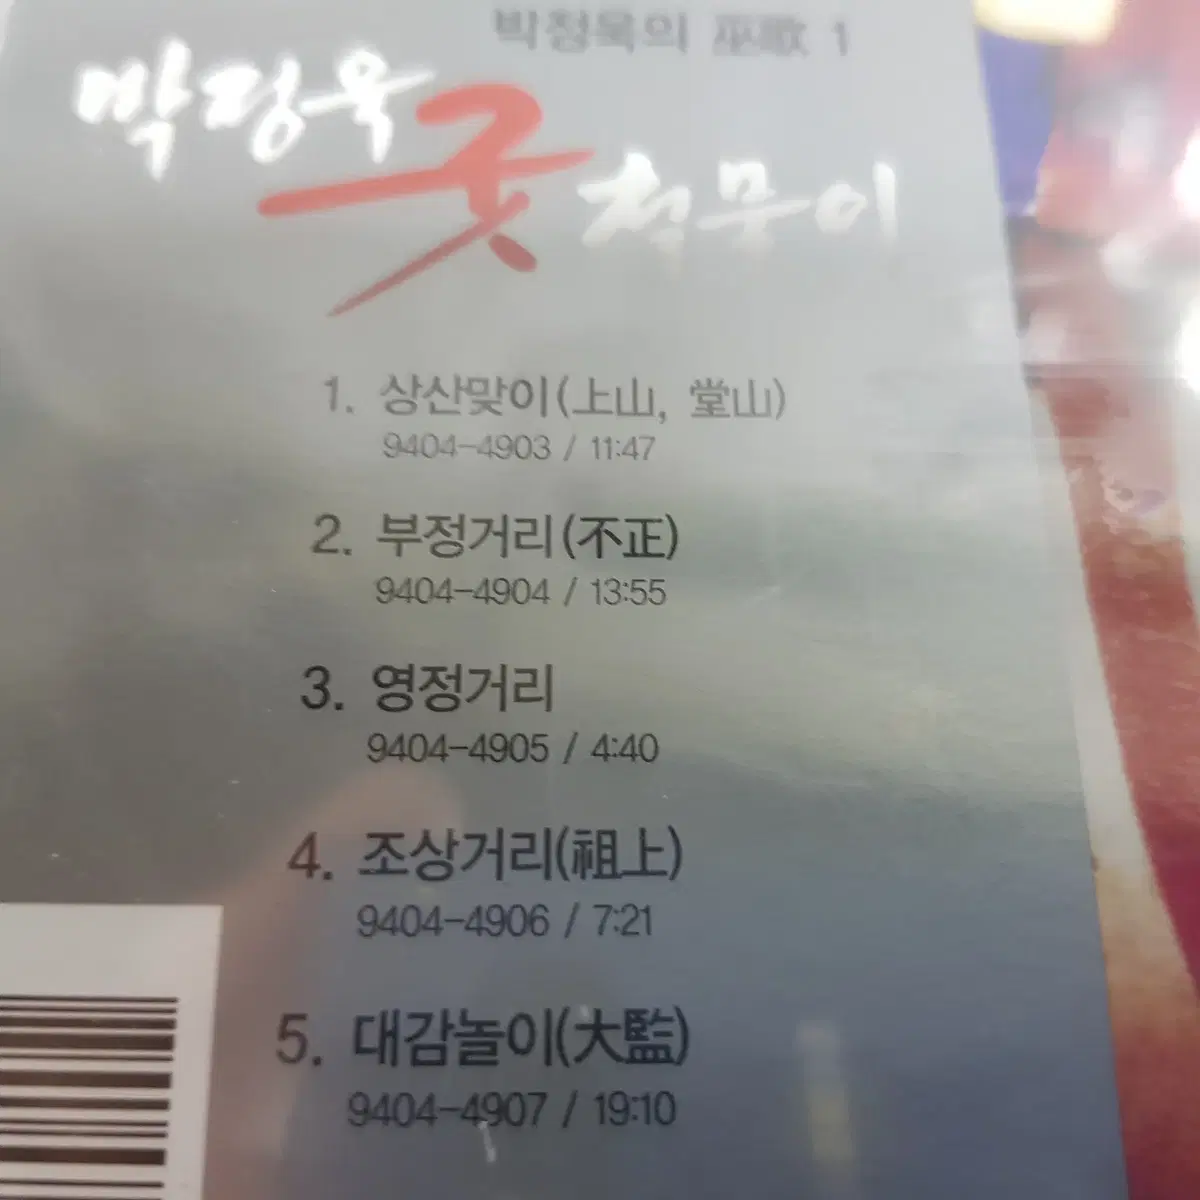 박정욱의 巫歌 1
박정욱 굿 첫문이
1. 상산맞이(上山, 堂山)
9404-4903 / 11:47
2. 부정거리(不正)
9404-4904 / 13:55
3. 영정거리
9404-4905 / 4:40
4. 조상거리(祖上)
9404-4906 / 7:21
5. 대감놀이(大監)
9404-4907 / 19:10